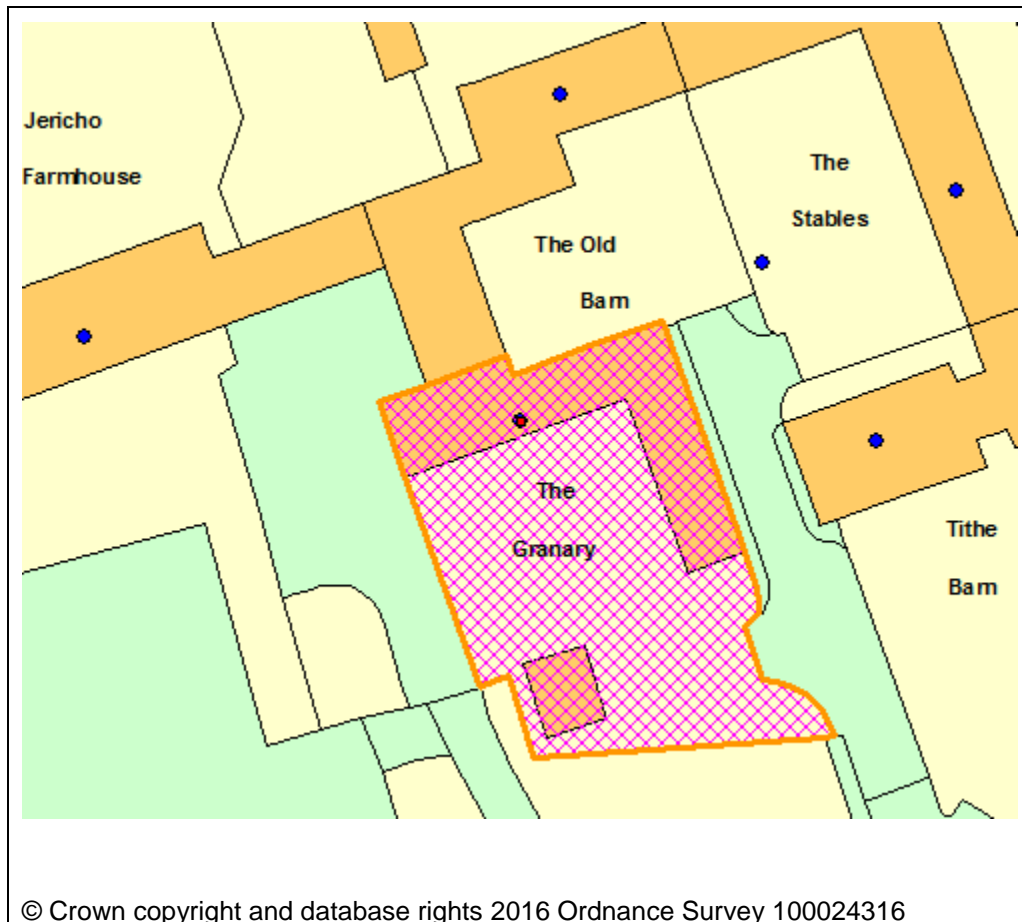 Jericho
Farmhouse
The
Stables
The Old
Barn
The
Granary
Tithe
Barn
© Crown copyright and database rights 2016 Ordnance Survey 100024316